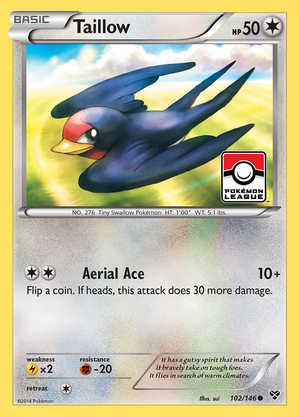 BASIC
Taillow
HP50
POKÉMON
LEAGUE
NO. 276 Tiny Swallow Pokémon HT: 1'00" WT: 5.1 lbs.
Aerial Ace 10+
Flip a coin. If heads, this attack does 30 more damage.
weakness resistance
×2 -20
retreat
It has a gutsy spirit that makes
it bravely take on tough foes.
It flies in search of warm climates.
©2014 Pokémon
Illus. sui 102/146